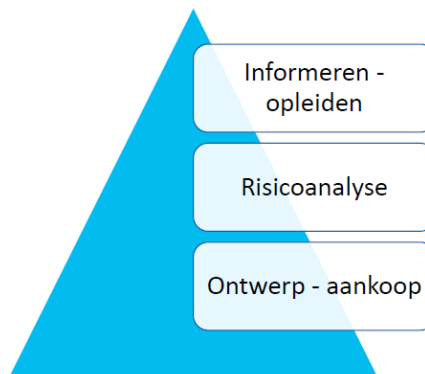 Informeren -
opleiden
Risicoanalyse
Ontwerp - aankoop